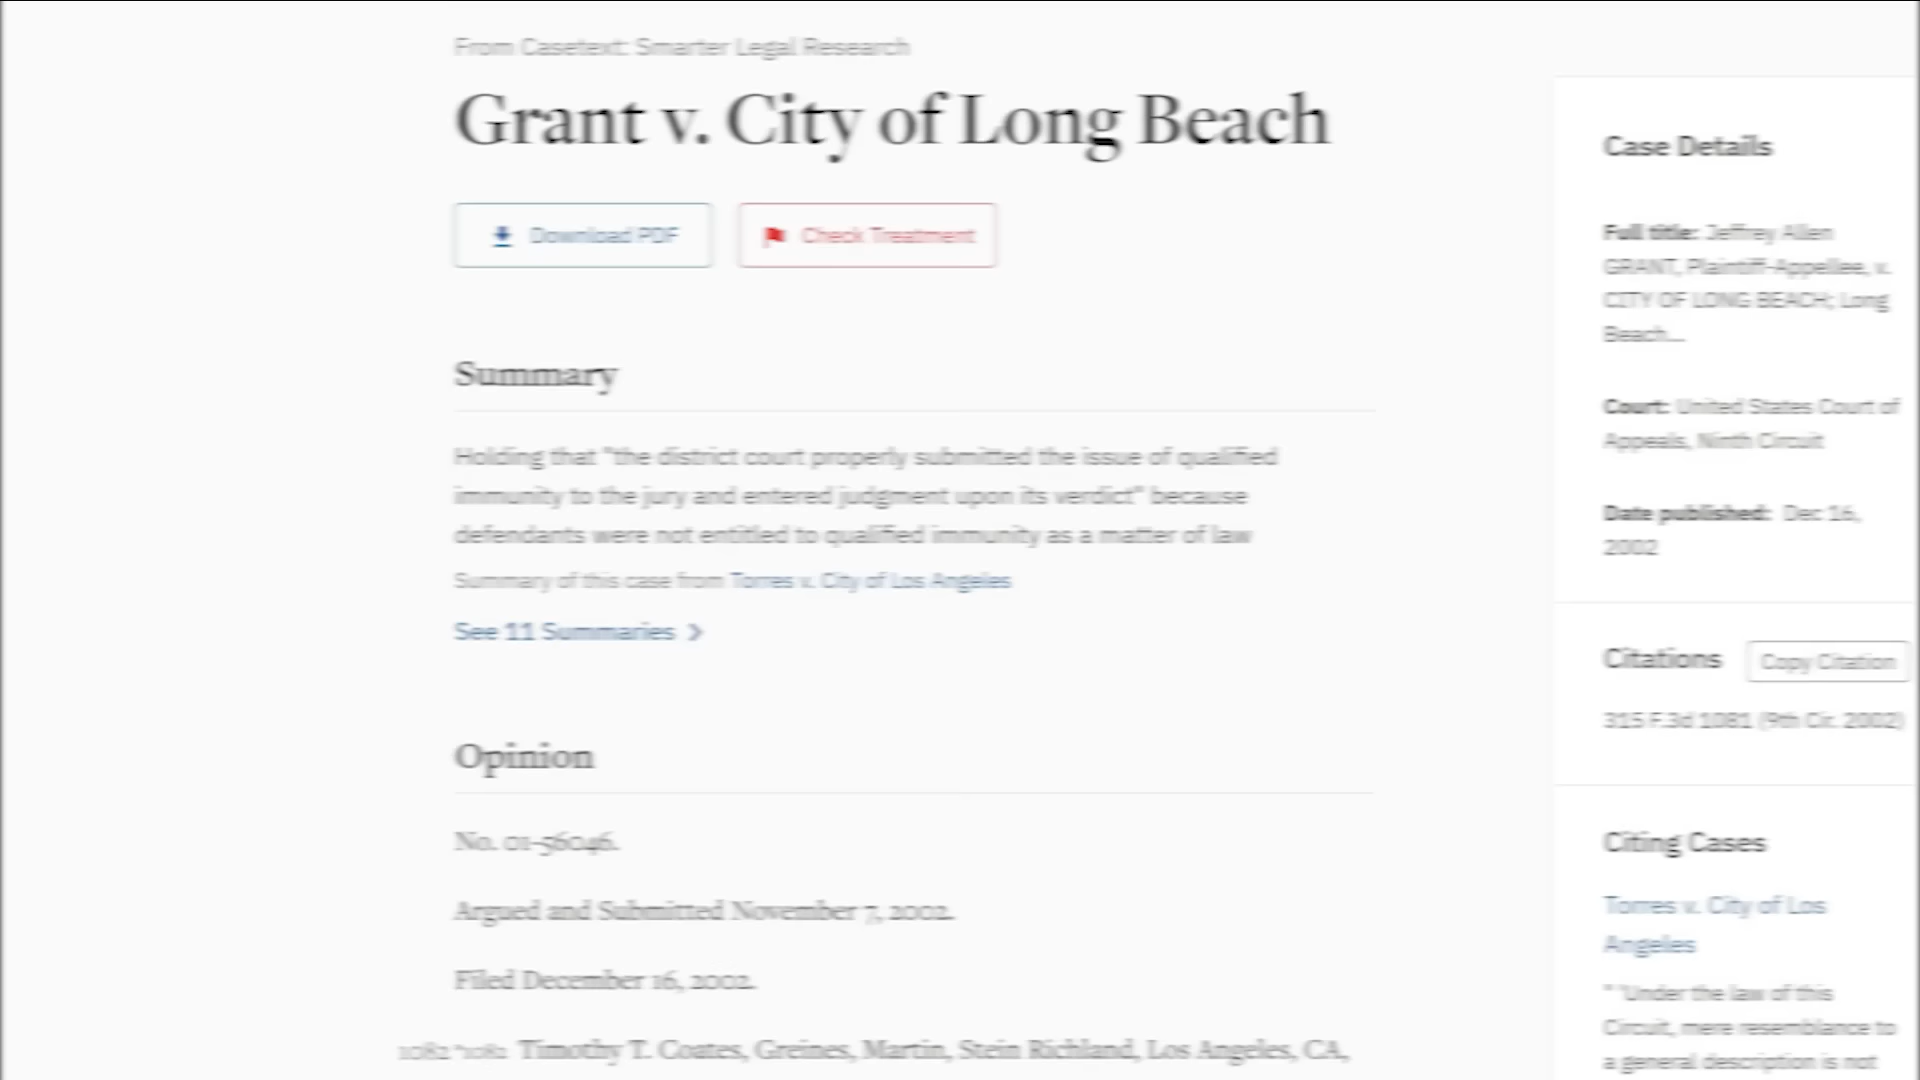 From Casetext: Smarter Legal Research
Grant v. City of Long Beach
Download PDF
Check Treatment
Summary
Holding that "the district court properly submitted the issue of qualified
immunity to the jury and entered judgment upon its verdict" because
defendants were not entitled to qualified immunity as a matter of law
Summary of this case from Torres v. City of Los Angeles
See 11 Summaries
Opinion
No. 01-56046.
Argued and Submitted November 7, 2002.
Filed December 16, 2002.
1082 *1082 Timothy T. Coates, Greines, Martin, Stein Richland, Los Angeles, CA,
Case Details
Full title: Jeffrey Allen
GRANT, Plaintiff-Appellee, v.
CITY OF LONG BEACH; Long
Beach...
Court: United States Court of
Appeals, Ninth Circuit
Date published: Dec 16,
2002
Citations
Copy Citation
315 F.3d 1081 (9th Cir. 2002)
Citing Cases
Torres v. City of Los
Angeles
" 'Under the law of this
Circuit, mere resemblance to
a general description is not